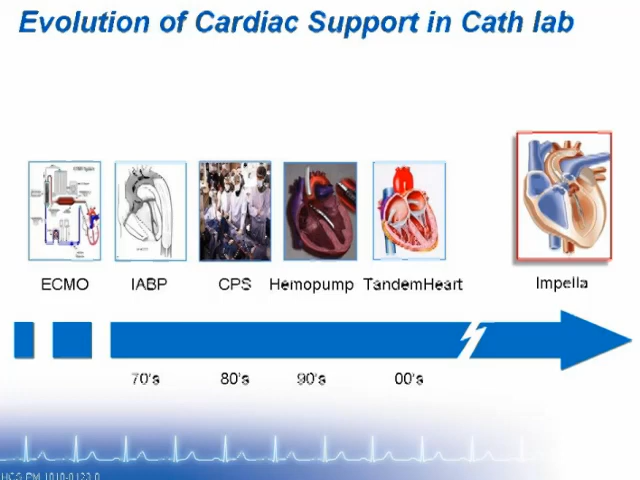 Evolution of Cardiac Support in Cath lab
ECMO IABP CPS Hemopump TandemHeart Impella
70's 80's 90's 00's